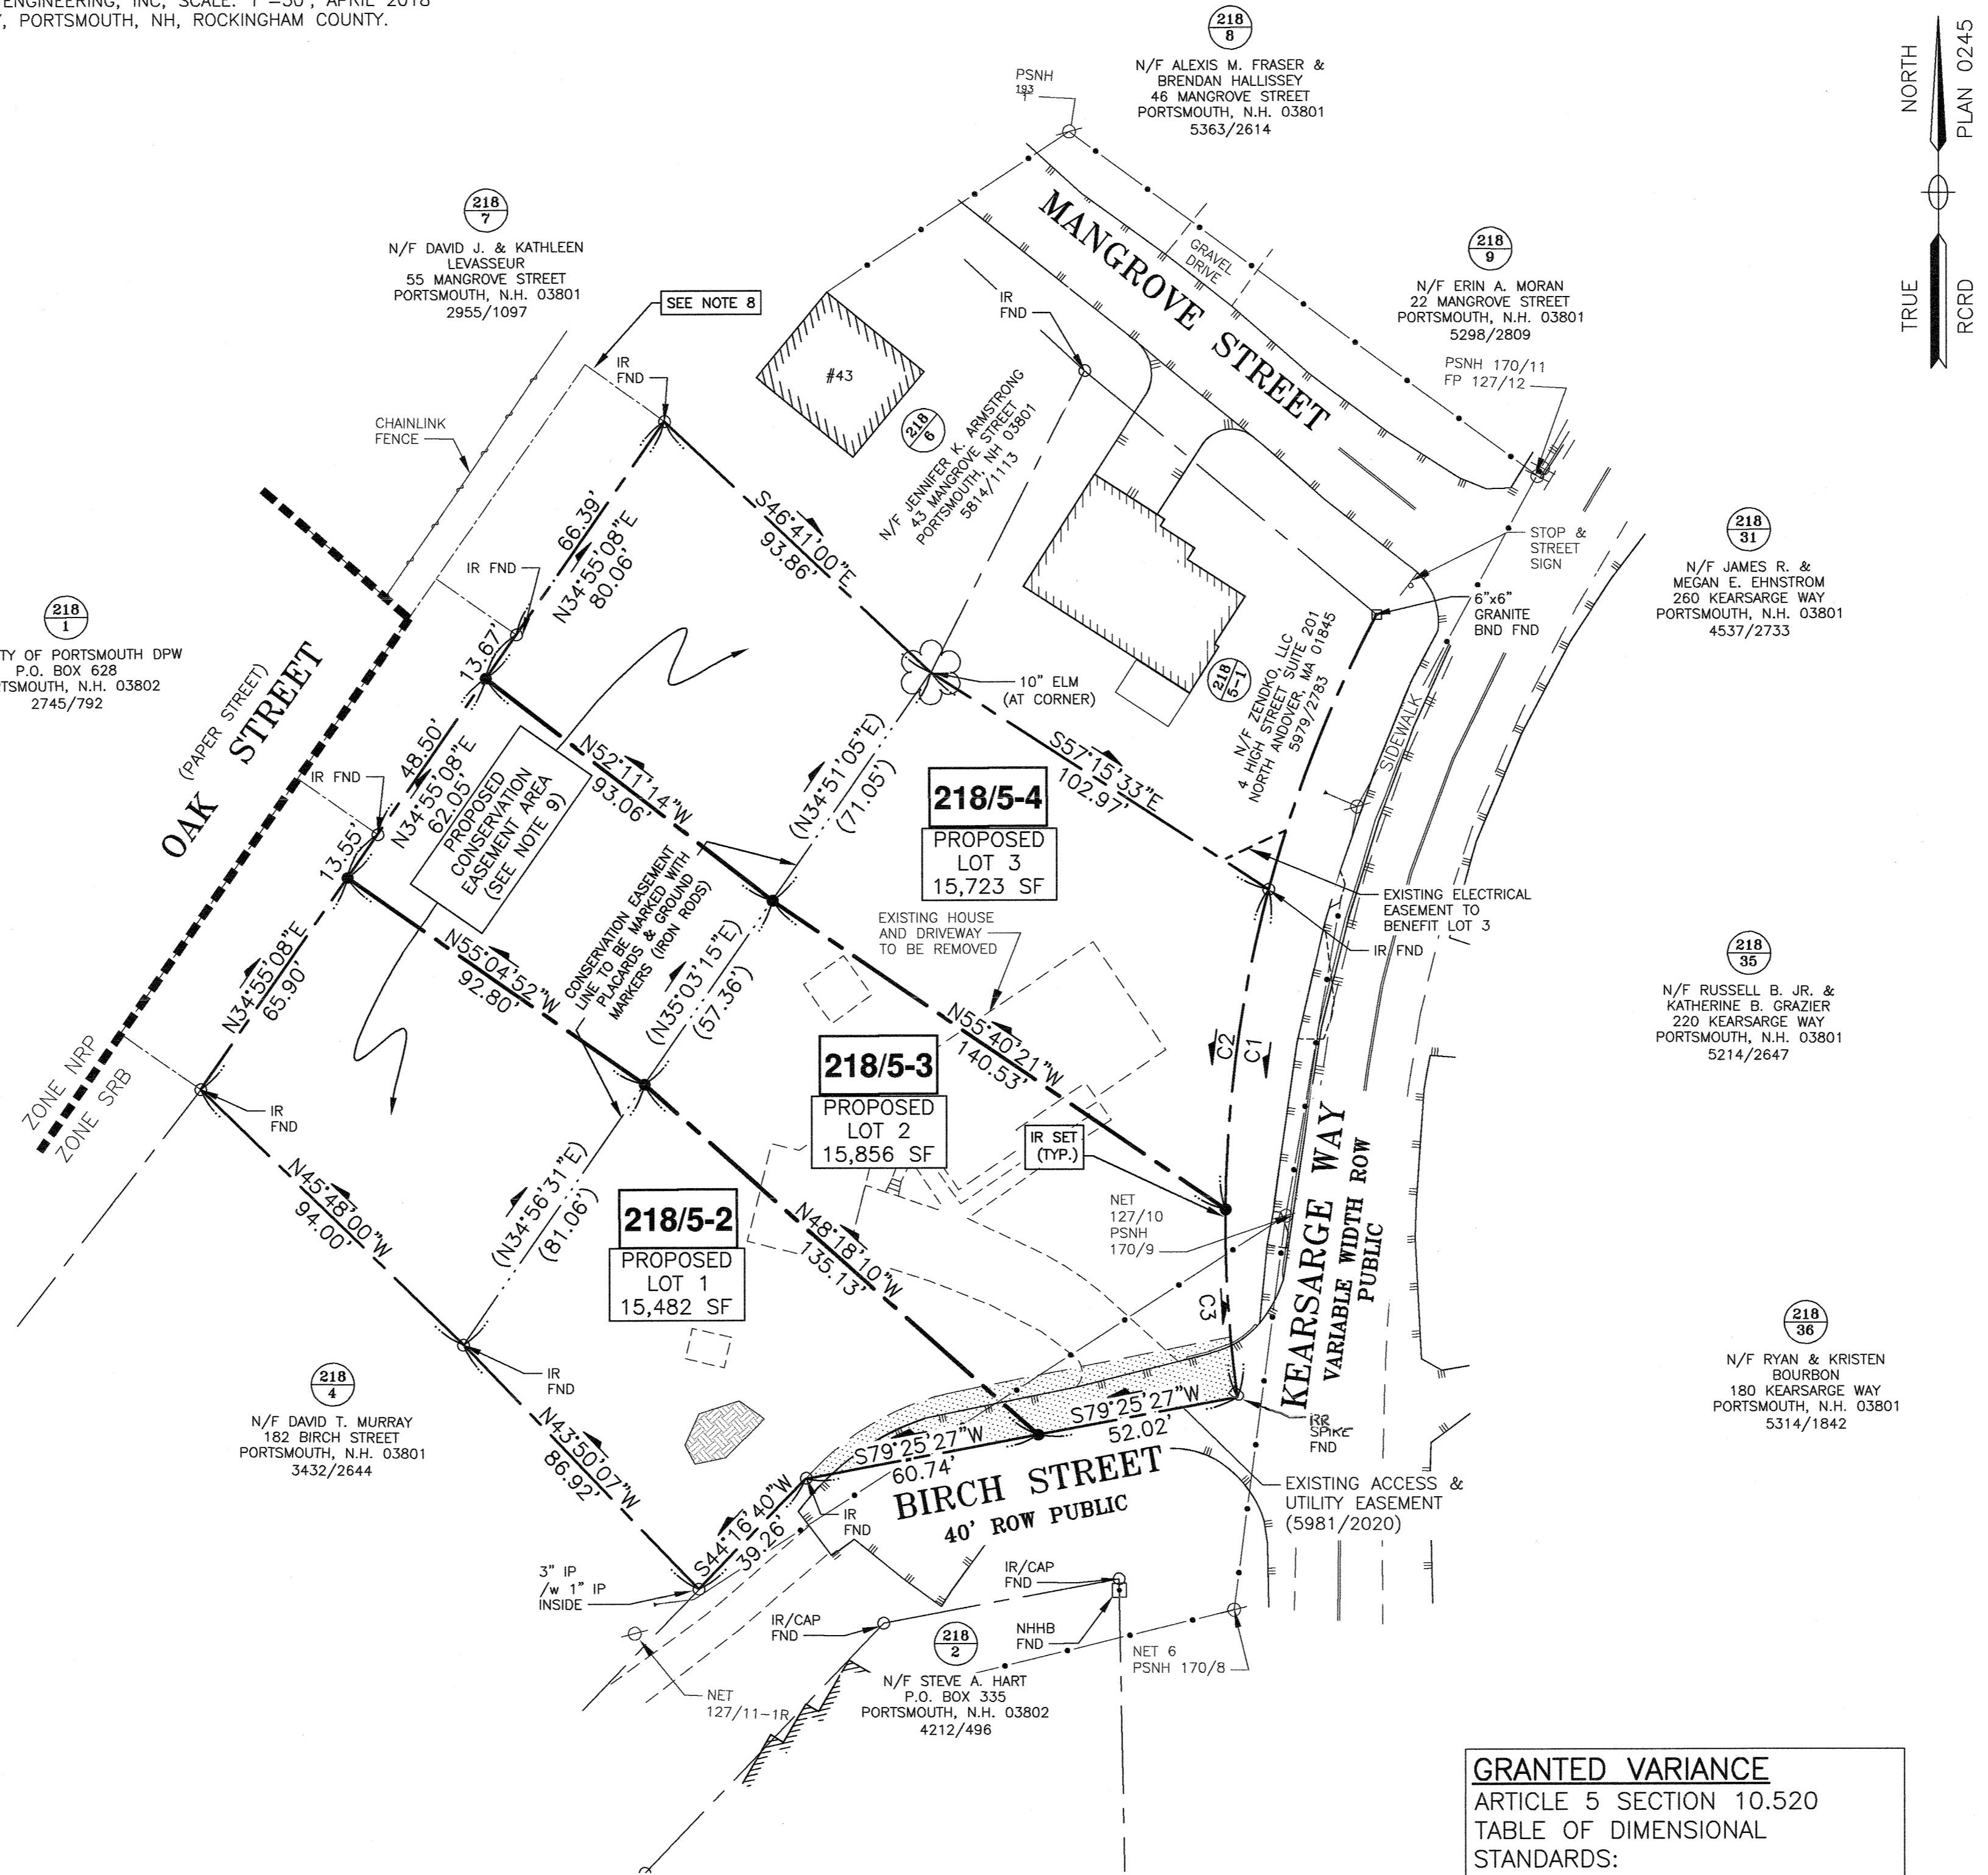 ENGINEERING, INC, SCALE: 1"=30', APRIL 2018
, PORTSMOUTH, NH, ROCKINGHAM COUNTY.
218
8
N/F ALEXIS M. FRASER &
BRENDAN HALLISSEY
46 MANGROVE STREET
PORTSMOUTH, N.H. 03801
5363/2614
PSNH
193
1
TRUE NORTH
RCRD PLAN 0245
218
7
N/F DAVID J. & KATHLEEN
LEVASSEUR
55 MANGROVE STREET
PORTSMOUTH, N.H. 03801
2955/1097
SEE NOTE 8
MANGROVE STREET
GRAVEL
DRIVE
218
9
N/F ERIN A. MORAN
22 MANGROVE STREET
PORTSMOUTH, N.H. 03801
5298/2809
PSNH 170/11
FP 127/12
IR
FND
IR
FND
#43
218
6
N/F JENNIFER K. ARMSTRONG
43 MANGROVE STREET
PORTSMOUTH, NH 03801
5814/1113
CHAINLINK
FENCE
66.39'
N34°55'08"E
80.06'
S46°41'00"E
93.86'
STOP &
STREET
SIGN
218
31
N/F JAMES R. &
MEGAN E. EHNSTROM
260 KEARSARGE WAY
PORTSMOUTH, N.H. 03801
4537/2733
IR FND
6"x6"
GRANITE
BND FND
218
1
TY OF PORTSMOUTH DPW
P.O. BOX 628
TSMOUTH, N.H. 03802
2745/792
(PAPER STREET)
OAK STREET
13.67'
10" ELM
(AT CORNER)
218
5-1
N/F ZENDKO, LLC
4 HIGH STREET SUITE 201
NORTH ANDOVER, MA 01845
5979/2783
SIDEWALK
48.50'
N34°55'08"E
62.05'
IR FND
13.55'
N52°11'14"W
93.06'
(N34°51'05"E)
(71.05')
S57°15'33"E
102.97'
218/5-4
PROPOSED
LOT 3
15,723 SF
PROPOSED
CONSERVATION
EASEMENT AREA
(SEE NOTE 9)
CONSERVATION EASEMENT
LINE TO BE MARKED WITH
PLACARDS & GROUND
MARKERS (IRON RODS)
EXISTING HOUSE
AND DRIVEWAY
TO BE REMOVED
EXISTING ELECTRICAL
EASEMENT TO
BENEFIT LOT 3
IR FND
218
35
N/F RUSSELL B. JR. &
KATHERINE B. GRAZIER
220 KEARSARGE WAY
PORTSMOUTH, N.H. 03801
5214/2647
N34°55'08"E
65.90'
N55°04'52"W
92.80'
(N35°03'15"E)
(57.36')
N55°40'21"W
140.53'
C2
C1
ZONE NRP
ZONE SRB
218/5-3
PROPOSED
LOT 2
15,856 SF
IR SET
(TYP.)
IR
FND
N45°48'00"W
94.00'
(N34°56'31"E)
(81.06')
218/5-2
PROPOSED
LOT 1
15,482 SF
N48°18'10"W
135.13'
NET
127/10
PSNH
170/9
KEARSARGE WAY
VARIABLE WIDTH ROW
PUBLIC
C3
218
36
N/F RYAN & KRISTEN
BOURBON
180 KEARSARGE WAY
PORTSMOUTH, N.H. 03801
5314/1842
218
4
N/F DAVID T. MURRAY
182 BIRCH STREET
PORTSMOUTH, N.H. 03801
3432/2644
IR
FND
N43°50'07"W
86.92'
S79°25'27"W
60.74'
S79°25'27"W
52.02'
RR
SPIKE
FND
BIRCH STREET
40' ROW PUBLIC
EXISTING ACCESS &
UTILITY EASEMENT
(5981/2020)
S44°16'40"W
39.26'
IR
FND
3" IP
/w 1" IP
INSIDE
IR/CAP
FND
IR/CAP
FND
NHHB
FND
218
2
N/F STEVE A. HART
P.O. BOX 335
PORTSMOUTH, N.H. 03802
4212/496
NET 6
PSNH 170/8
NET
127/11-1R
GRANTED VARIANCE
ARTICLE 5 SECTION 10.520
TABLE OF DIMENSIONAL
STANDARDS: